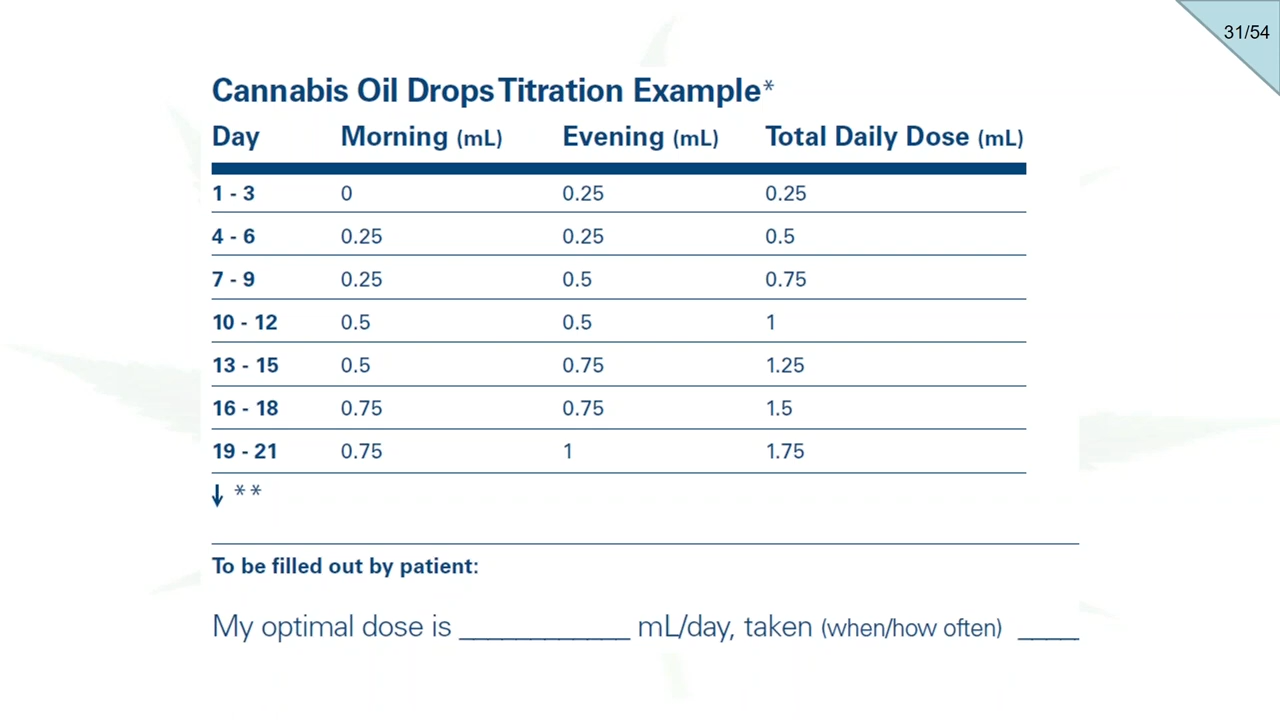 31/54
Cannabis Oil Drops Titration Example*
Day Morning (mL) Evening (mL) Total Daily Dose (mL)
1 - 3 0 0.25 0.25
4 - 6 0.25 0.25 0.5
7 - 9 0.25 0.5 0.75
10 - 12 0.5 0.5 1
13 - 15 0.5 0.75 1.25
16 - 18 0.75 0.75 1.5
19 - 21 0.75 1 1.75
↓ **
To be filled out by patient:
My optimal dose is ____________ mL/day, taken (when/how often) ____